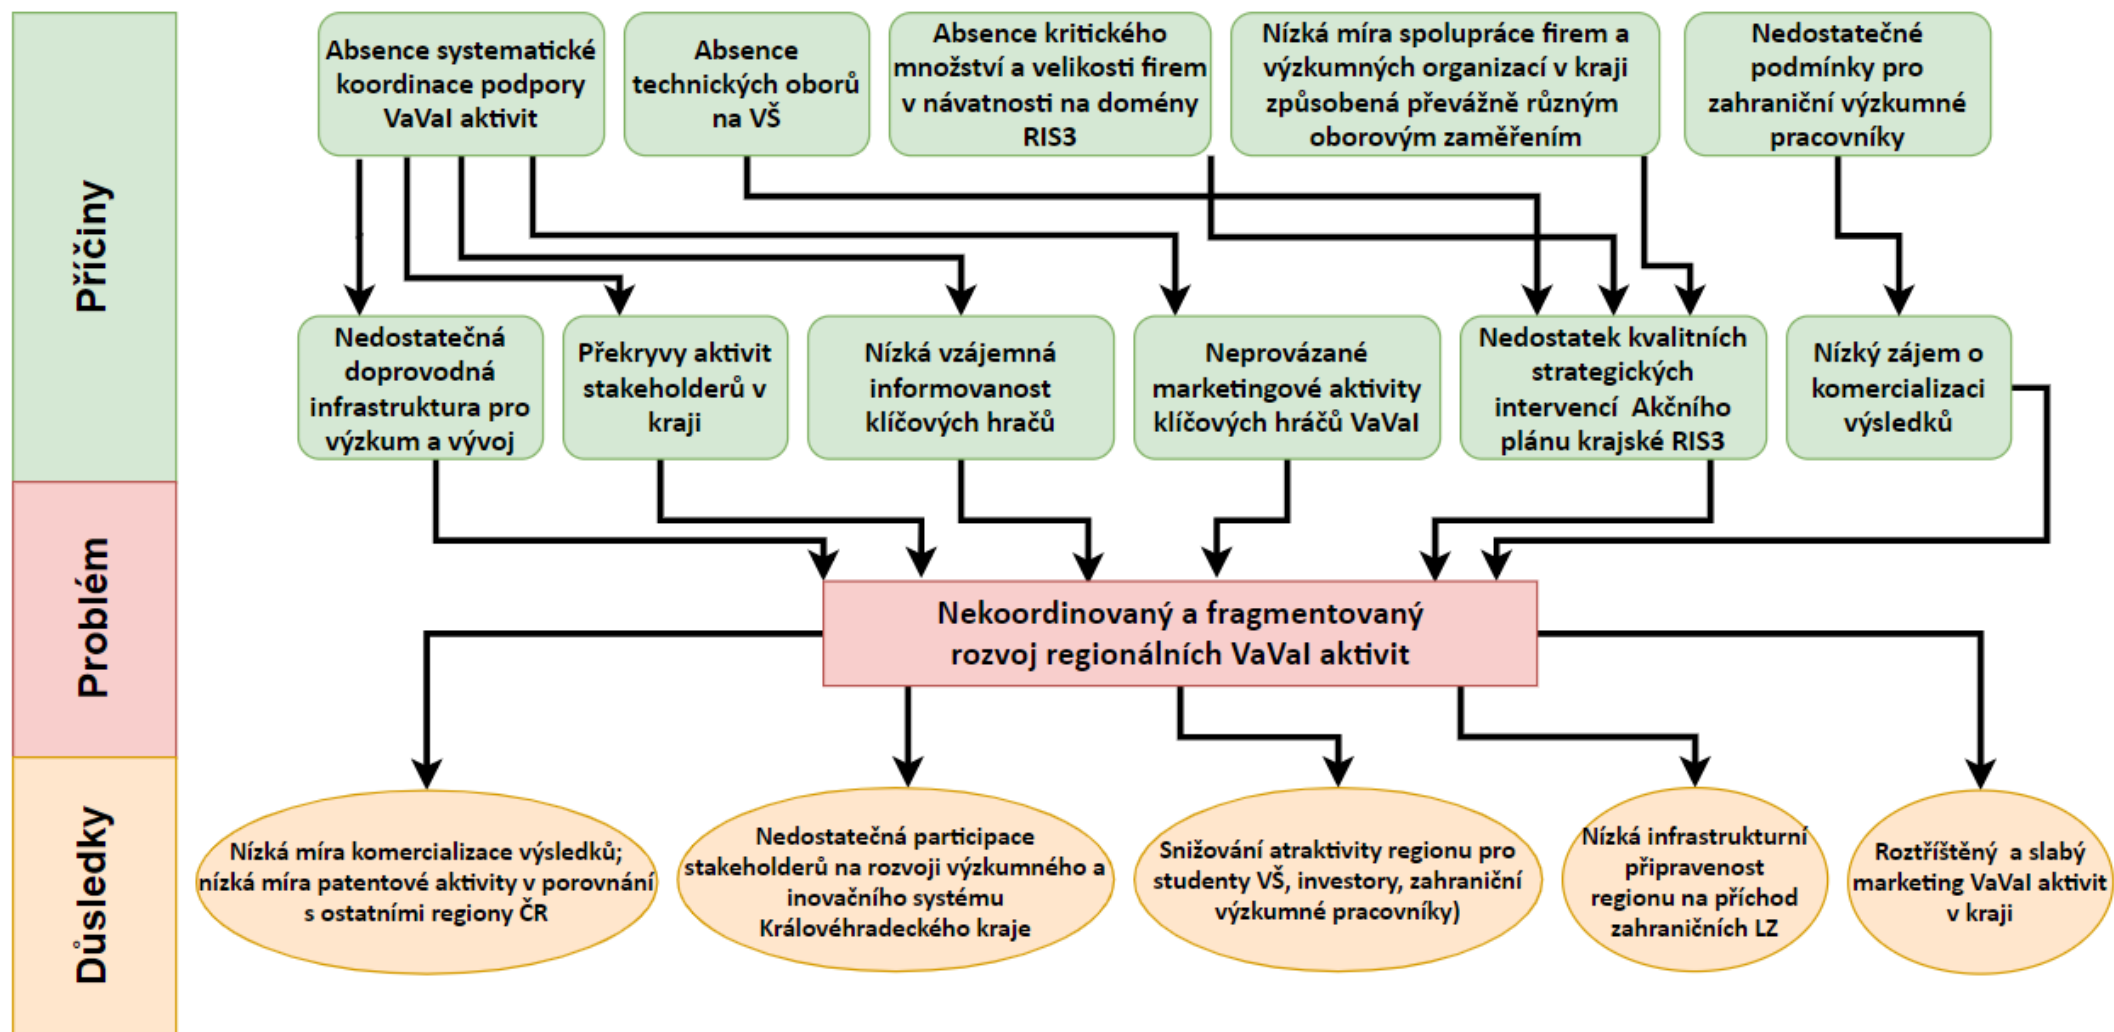 Příčiny
Absence systematické
koordinace podpory
VaVaI aktivit
Absence
technických oborů
na VŠ
Absence kritického
množství a velikosti firem
v návatnosti na domény
RIS3
Nízká míra spolupráce firem a
výzkumných organizací v kraji
způsobená převážně různým
oborovým zaměřením
Nedostatečné
podmínky pro
zahraniční výzkumné
pracovníky
Nedostatečná
doprovodná
infrastruktura pro
výzkum a vývoj
Překryvy aktivit
stakeholderů v
kraji
Nízká vzájemná
informovanost
klíčových hračů
Neprovázané
marketingové aktivity
klíčových hráčů VaVaI
Nedostatek kvalitních
strategických
intervencí Akčního
plánu krajské RIS3
Nízký zájem o
komercializaci
výsledků
Problém
Nekoordinovaný a fragmentovaný
rozvoj regionálních VaVaI aktivit
Důsledky
Nízká míra komercializace výsledků;
nízká míra patentové aktivity v porovnání
s ostatními regiony ČR
Nedostatečná participace
stakeholderů na rozvoji výzkumného a
inovačního systému
Královéhradeckého kraje
Snižování atraktivity regionu pro
studenty VŠ, investory, zahraniční
výzkumné pracovníky)
Nízká infrastrukturní
připravenost
regionu na příchod
zahraničních LZ
Roztříštěný a slabý
marketing VaVaI aktivit
v kraji